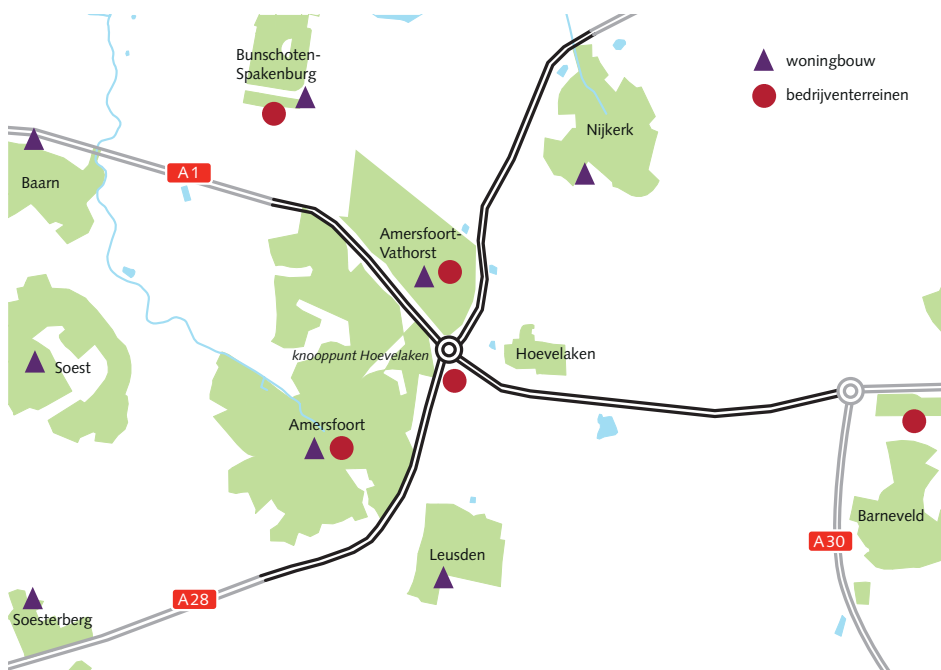 Bunschoten-
Spakenburg
woningbouw
bedrijventerreinen
Nijkerk
A1
Baarn
Amersfoort-
Vathorst
knooppunt Hoevelaken
Hoevelaken
Soest
Amersfoort
Barneveld
A30
Leusden
A28
Soesterberg